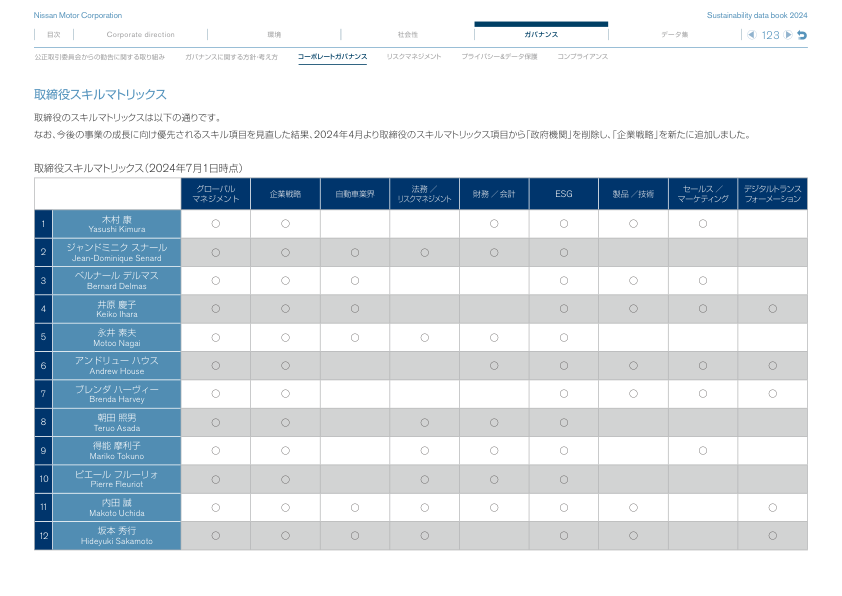 Nissan Motor Corporation
Sustainability data book 2024
目次 Corporate direction 環境 社会性 ガバナンス データ集 123
公正取引委員会からの勧告に関する取り組み ガバナンスに関する方針・考え方 コーポレートガバナンス リスクマネジメント プライバシー&データ保護 コンプライアンス
取締役スキルマトリックス
取締役のスキルマトリックスは以下の通りです。
なお、今後の事業の成長に向け優先されるスキル項目を見直した結果、2024年4月より取締役のスキルマトリックス項目から「政府機関」を削除し、「企業戦略」を新たに追加しました。
取締役スキルマトリックス（2024年7月1日時点）
グローバル
マネジメント
企業戦略
自動車業界
法務／
リスクマネジメント
財務／会計
ESG
製品／技術
セールス／
マーケティング
デジタルトランス
フォーメーション
1 木村 康 ○ ○ ○ ○ ○ ○
Yasushi Kimura
2 ジャンドミニク スナール ○ ○ ○ ○ ○ ○
Jean-Dominique Senard
3 ベルナール デルマス ○ ○ ○ ○ ○ ○
Bernard Delmas
4 井原 慶子 ○ ○ ○ ○ ○ ○ ○
Keiko Ihara
5 永井 素夫 ○ ○ ○ ○ ○ ○
Motoo Nagai
6 アンドリュー ハウス ○ ○ ○ ○ ○ ○ ○
Andrew House
7 ブレンダ ハーヴィー ○ ○ ○ ○ ○ ○
Brenda Harvey
8 朝田 照男 ○ ○ ○ ○ ○
Teruo Asada
9 得能 摩利子 ○ ○ ○ ○ ○ ○
Mariko Tokuno
10 ピエール フルーリォ ○ ○ ○ ○ ○
Pierre Fleuriot
11 内田 誠 ○ ○ ○ ○ ○ ○ ○ ○
Makoto Uchida
12 坂本 秀行 ○ ○ ○ ○ ○ ○ ○
Hideyuki Sakamoto